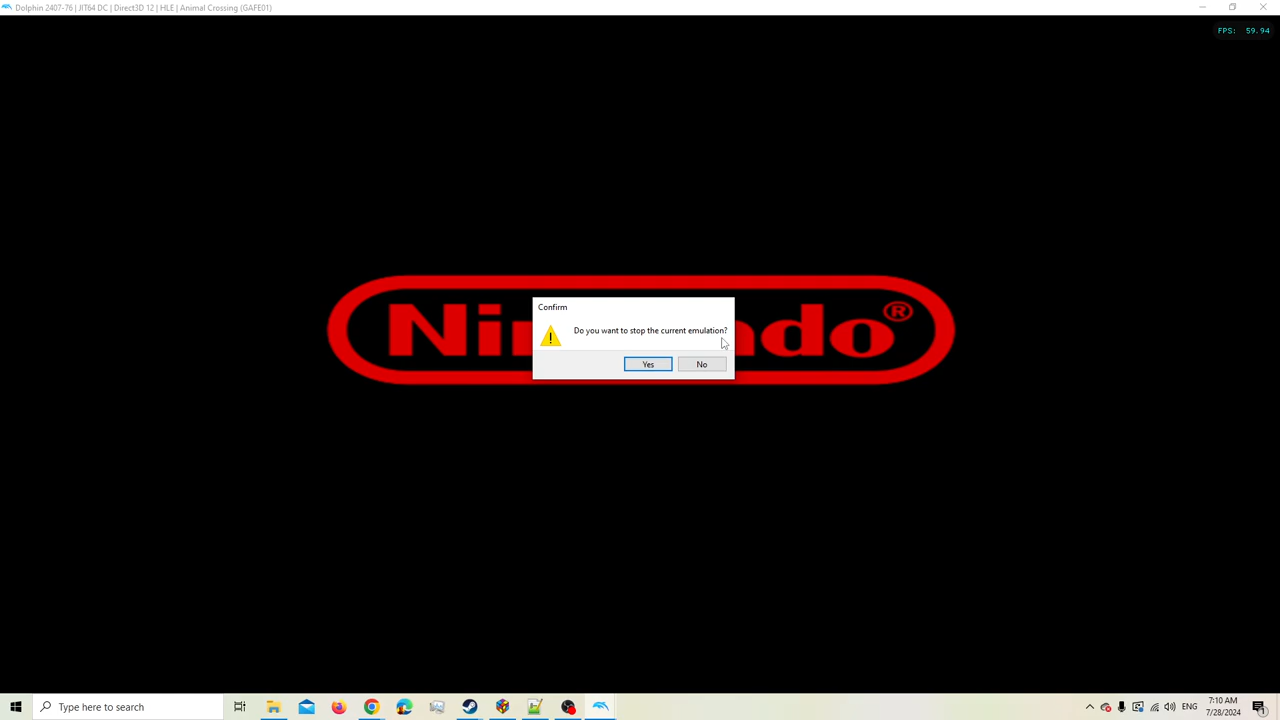 Dolphin 2407-76 | JIT64 DC | Direct3D 12 | HLE | Animal Crossing (GAFE01)
FPS: 59.94
Confirm
Do you want to stop the current emulation?
Yes No
Type here to search
ENG
7:10 AM
7/28/2024